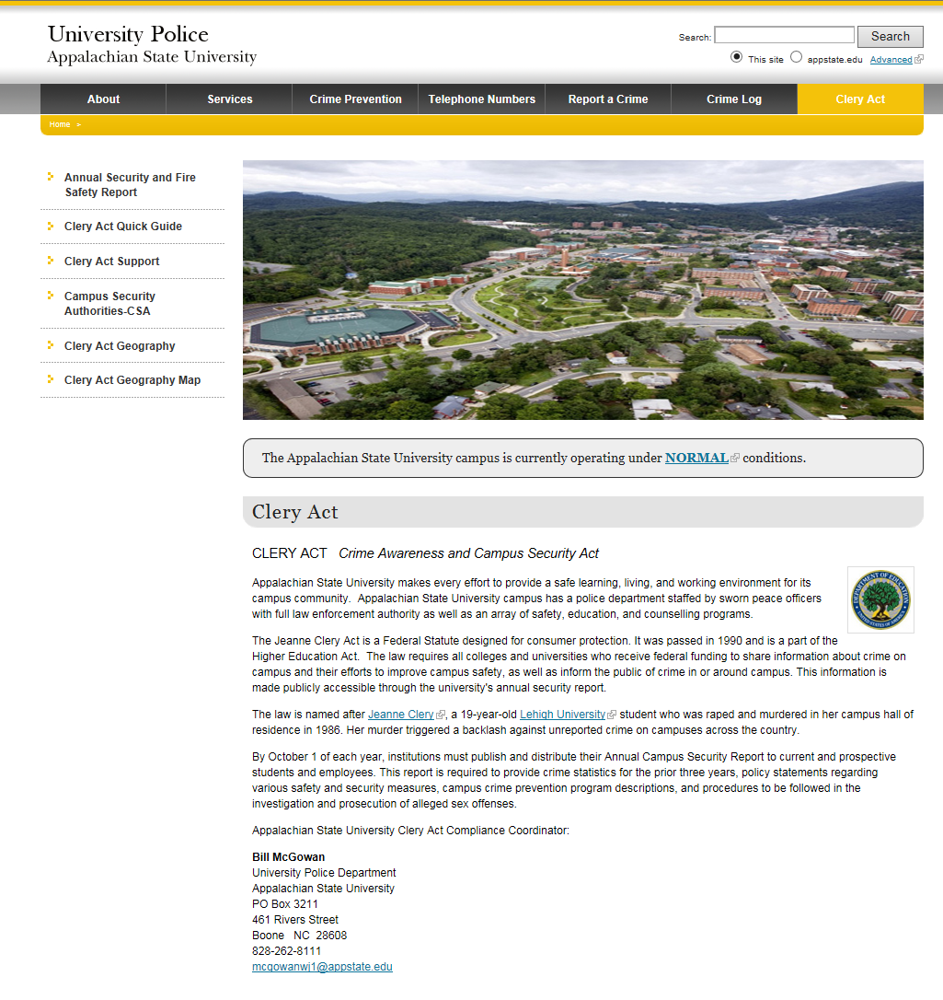 University Police
Appalachian State University
Search:
Search
This site
appstate.edu
Advanced
About
Services
Crime Prevention
Telephone Numbers
Report a Crime
Crime Log
Clery Act
Home >
Annual Security and Fire
Safety Report
Clery Act Quick Guide
Clery Act Support
Campus Security
Authorities-CSA
Clery Act Geography
Clery Act Geography Map
The Appalachian State University campus is currently operating under NORMAL conditions.
Clery Act
CLERY ACT Crime Awareness and Campus Security Act
Appalachian State University makes every effort to provide a safe learning, living, and working environment for its
campus community. Appalachian State University campus has a police department staffed by sworn peace officers
with full law enforcement authority as well as an array of safety, education, and counselling programs.
DEPARTMENT OF EDUCATION
UNITED STATES OF AMERICA
The Jeanne Clery Act is a Federal Statute designed for consumer protection. It was passed in 1990 and is a part of the
Higher Education Act. The law requires all colleges and universities who receive federal funding to share information about crime on
campus and their efforts to improve campus safety, as well as inform the public of crime in or around campus. This information is
made publicly accessible through the university's annual security report.
The law is named after Jeanne Clery, a 19-year-old Lehigh University student who was raped and murdered in her campus hall of
residence in 1986. Her murder triggered a backlash against unreported crime on campuses across the country.
By October 1 of each year, institutions must publish and distribute their Annual Campus Security Report to current and prospective
students and employees. This report is required to provide crime statistics for the prior three years, policy statements regarding
various safety and security measures, campus crime prevention program descriptions, and procedures to be followed in the
investigation and prosecution of alleged sex offenses.
Appalachian State University Clery Act Compliance Coordinator:
Bill McGowan
University Police Department
Appalachian State University
PO Box 3211
461 Rivers Street
Boone NC 28608
828-262-8111
mcgowanwj1@appstate.edu